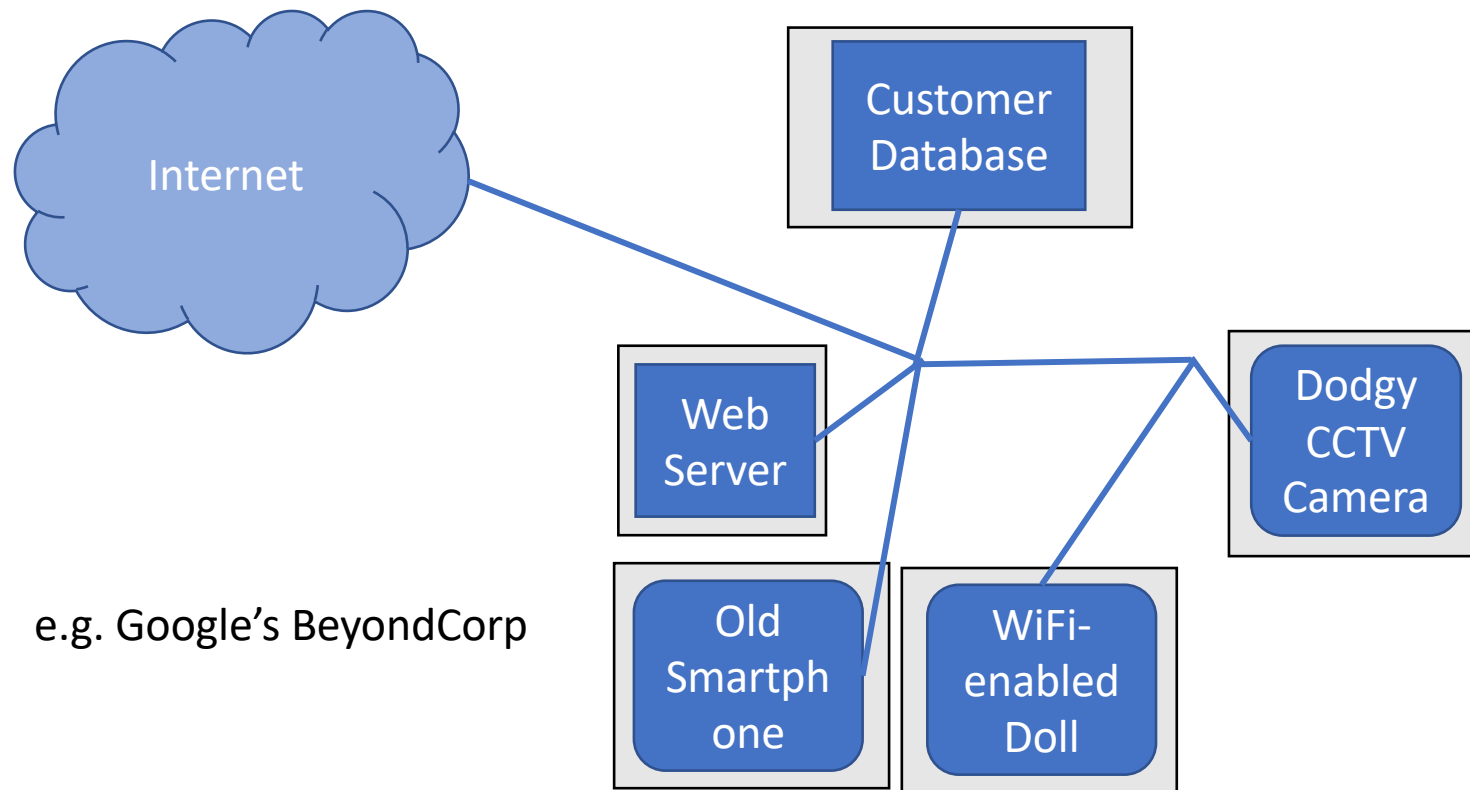 Internet
Customer
Database
Web
Server
Dodgy
CCTV
Camera
e.g. Google’s BeyondCorp
Old
Smartph
one
WiFi-
enabled
Doll